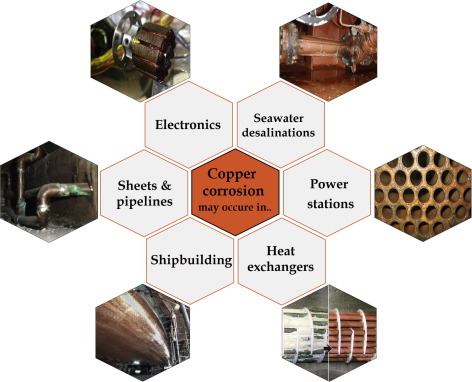 Electronics
Seawater
desalinations
Sheets &
pipelines
Copper
corrosion
may occure in..
Power
stations
Shipbuilding
Heat
exchangers